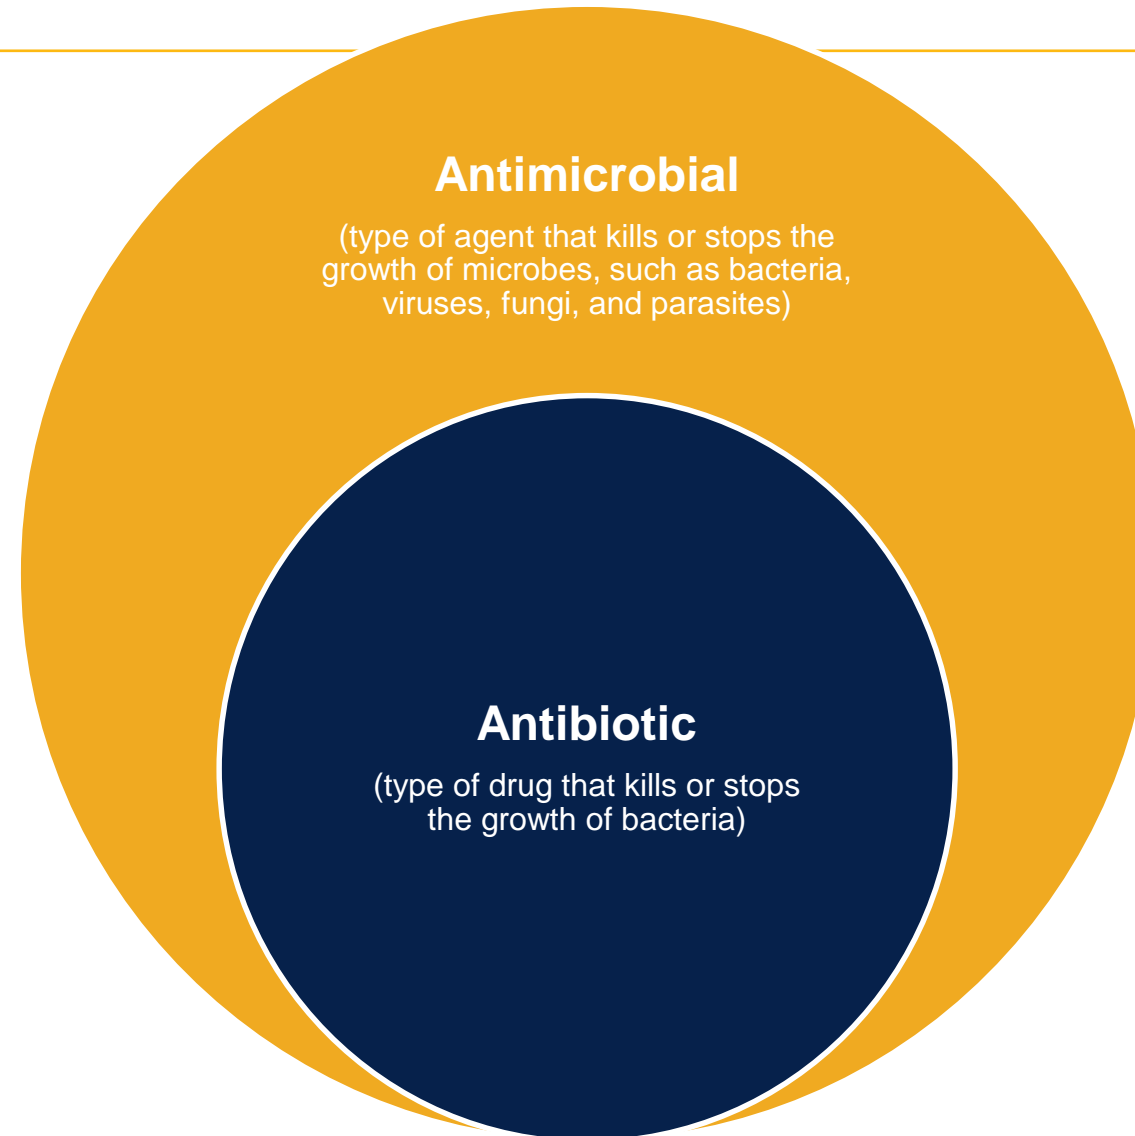 Antimicrobial
(type of agent that kills or stops the
growth of microbes, such as bacteria,
viruses, fungi, and parasites)
Antibiotic
(type of drug that kills or stops
the growth of bacteria)